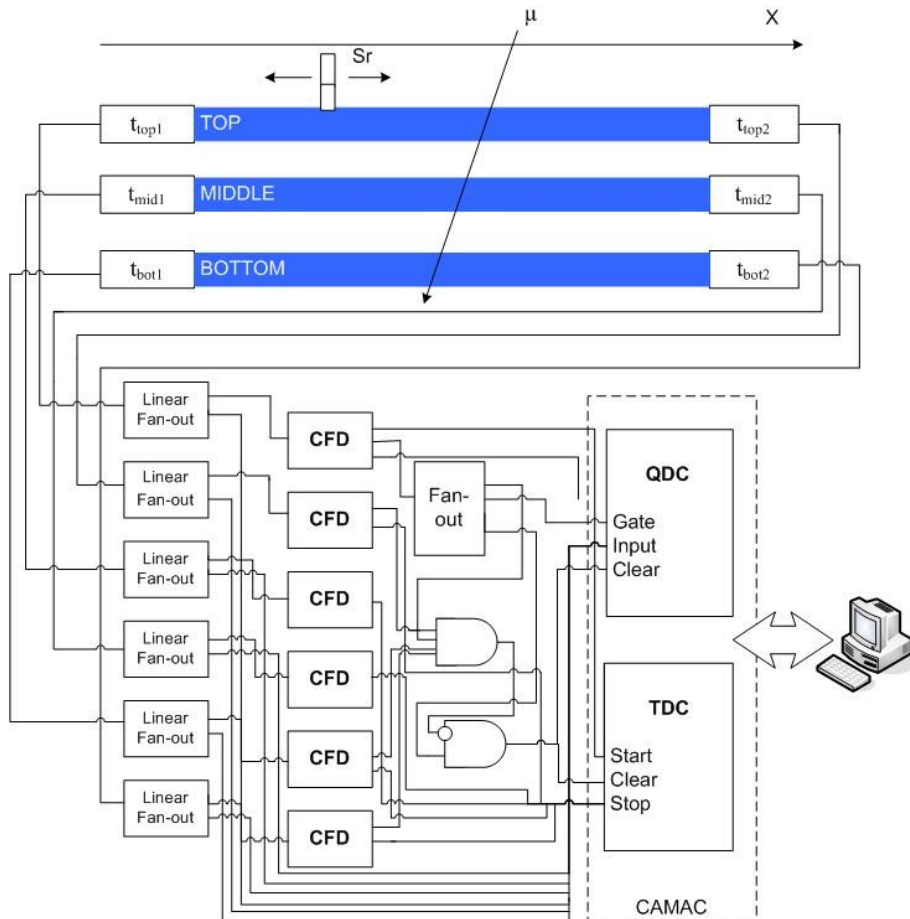 μ
X
Sr
t_top1
TOP
t_top2
t_mid1
MIDDLE
t_mid2
t_bot1
BOTTOM
t_bot2
Linear
Fan-out
CFD
Linear
Fan-out
CFD
Fan-
out
QDC
Gate
Input
Clear
Linear
Fan-out
CFD
Linear
Fan-out
CFD
Linear
Fan-out
CFD
TDC
Start
Clear
Stop
Linear
Fan-out
CFD
CAMAC